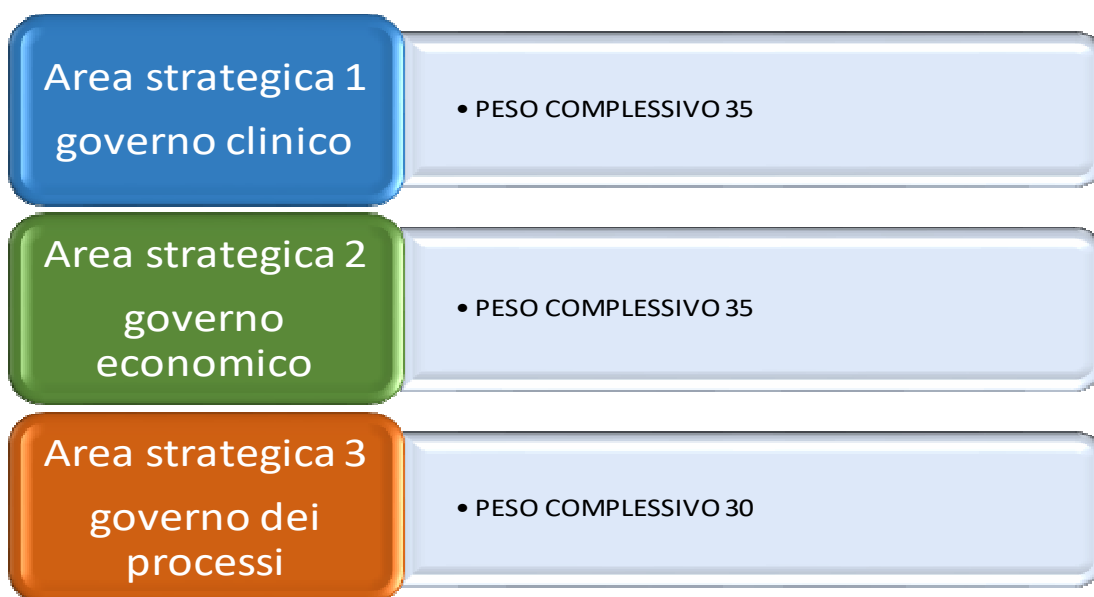 Area strategica 1
governo clinico
• PESO COMPLESSIVO 35
Area strategica 2
governo
economico
• PESO COMPLESSIVO 35
Area strategica 3
governo dei
processi
• PESO COMPLESSIVO 30